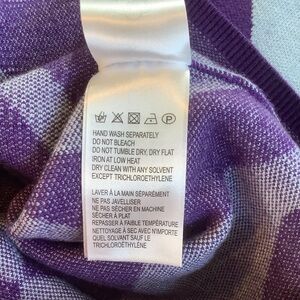 HAND WASH SEPARATELY
DO NOT BLEACH
DO NOT TUMBLE DRY, DRY FLAT
IRON AT LOW HEAT
DRY CLEAN WITH ANY SOLVENT
EXCEPT TRICHLOROETHYLENE
LAVER À LA MAIN SÉPARÉMENT
NE PAS JAVELLISER
NE PAS SÉCHER EN MACHINE
SÉCHER À PLAT
REPASSER À FAIBLE TEMPÉRATURE
NETTOYAGE À SEC AVEC N'IMPORTE
QUEL SOLVANT SAUF LE
TRICHLOROÉTHYLÈNE